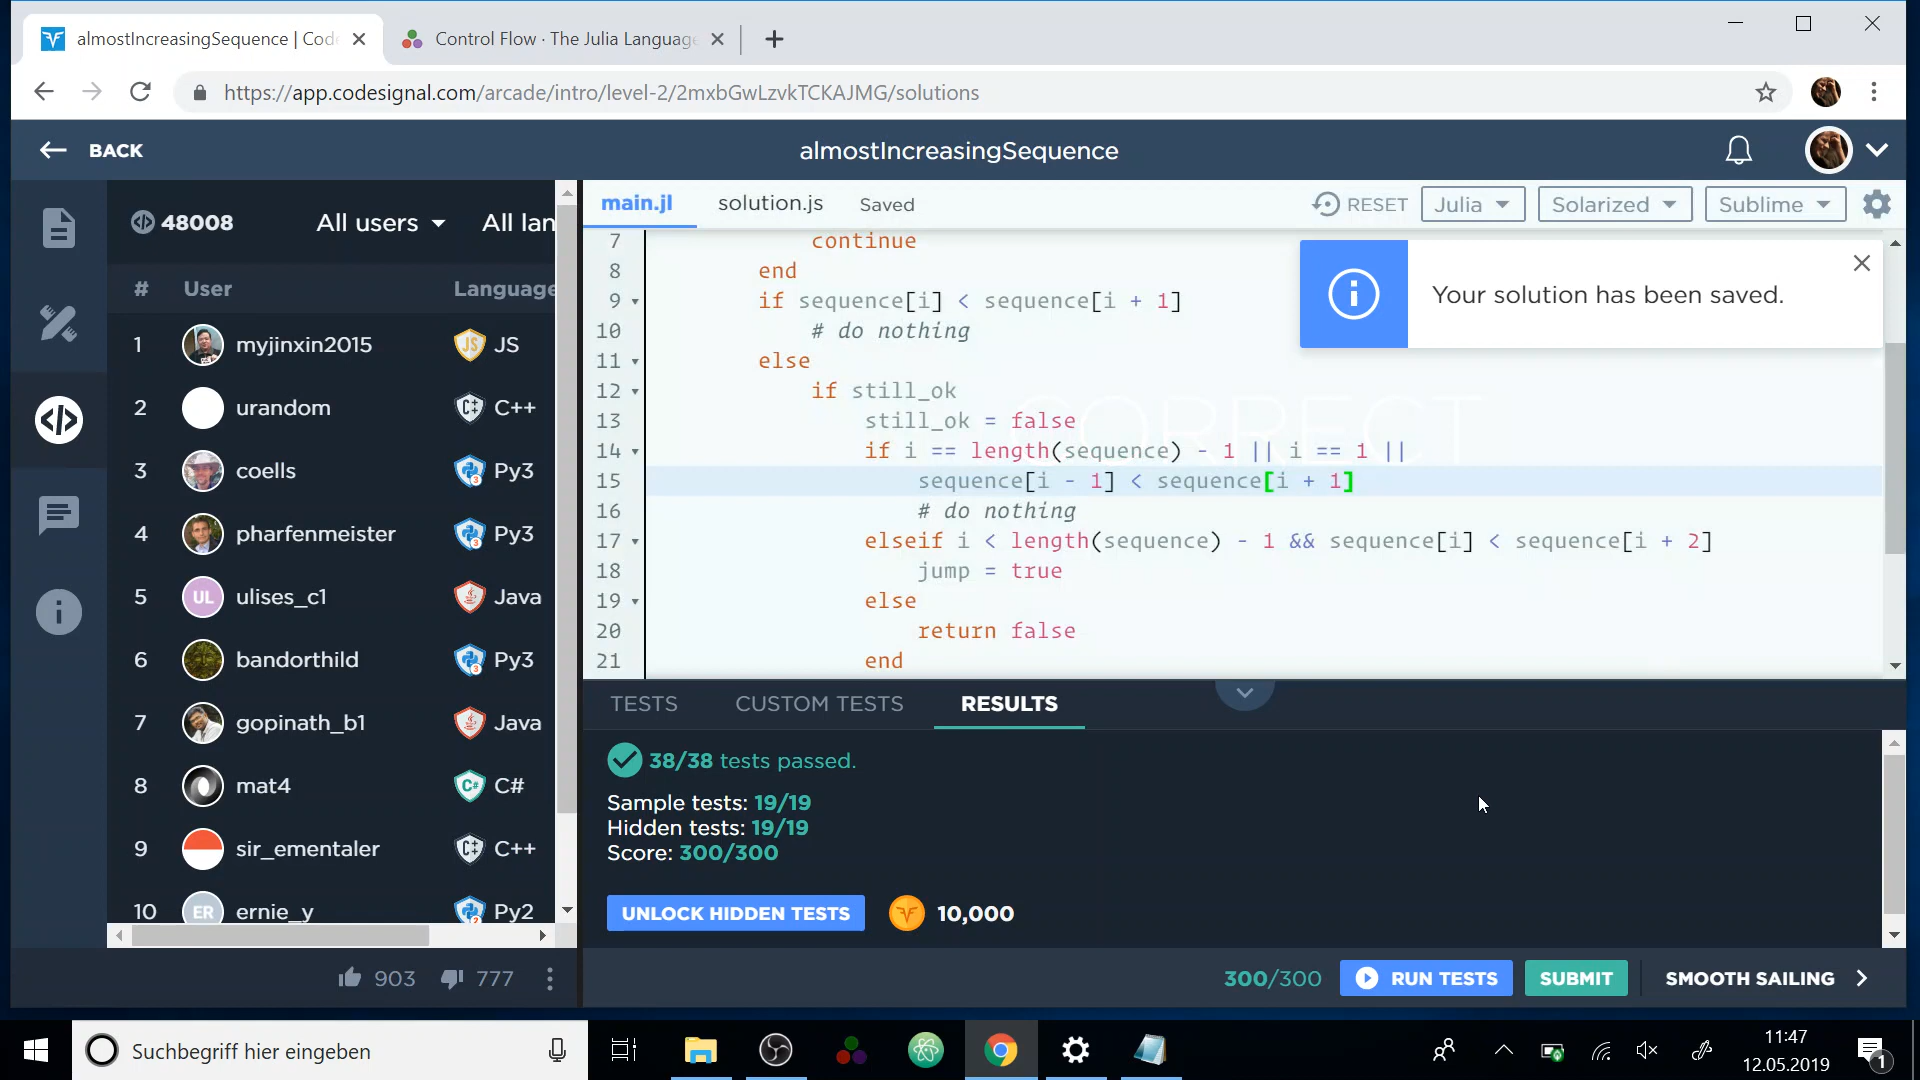 almostIncreasingSequence | Cod
Control Flow · The Julia Language
https://app.codesignal.com/arcade/intro/level-2/2mxbGwLzvkTCKAJMG/solutions
BACK
almostIncreasingSequence
48008
All users
All lan
# User Language
1 myjinxin2015 JS JS
2 urandom C++
3 coells Py3
4 pharfenmeister Py3
5 UL ulises_c1 Java
6 bandorthild Py3
7 gopinath_b1 Java
8 mat4 C#
9 sir_ementaler C++
10 ER ernie_y Py2
903 777
main.jl
solution.js
Saved
RESET
Julia
Solarized
Sublime
Your solution has been saved.
CORRECT
7 continue
8 end
9 if sequence[i] < sequence[i + 1]
10 # do nothing
11 else
12 if still_ok
13 still_ok = false
14 if i == length(sequence) - 1 || i == 1 ||
15 sequence[i - 1] < sequence[i + 1]
16 # do nothing
17 elseif i < length(sequence) - 1 && sequence[i] < sequence[i + 2]
18 jump = true
19 else
20 return false
21 end
TESTS
CUSTOM TESTS
RESULTS
38/38 tests passed.
Sample tests: 19/19
Hidden tests: 19/19
Score: 300/300
UNLOCK HIDDEN TESTS
10,000
300/300
RUN TESTS
SUBMIT
SMOOTH SAILING
Suchbegriff hier eingeben
11:47
12.05.2019
1